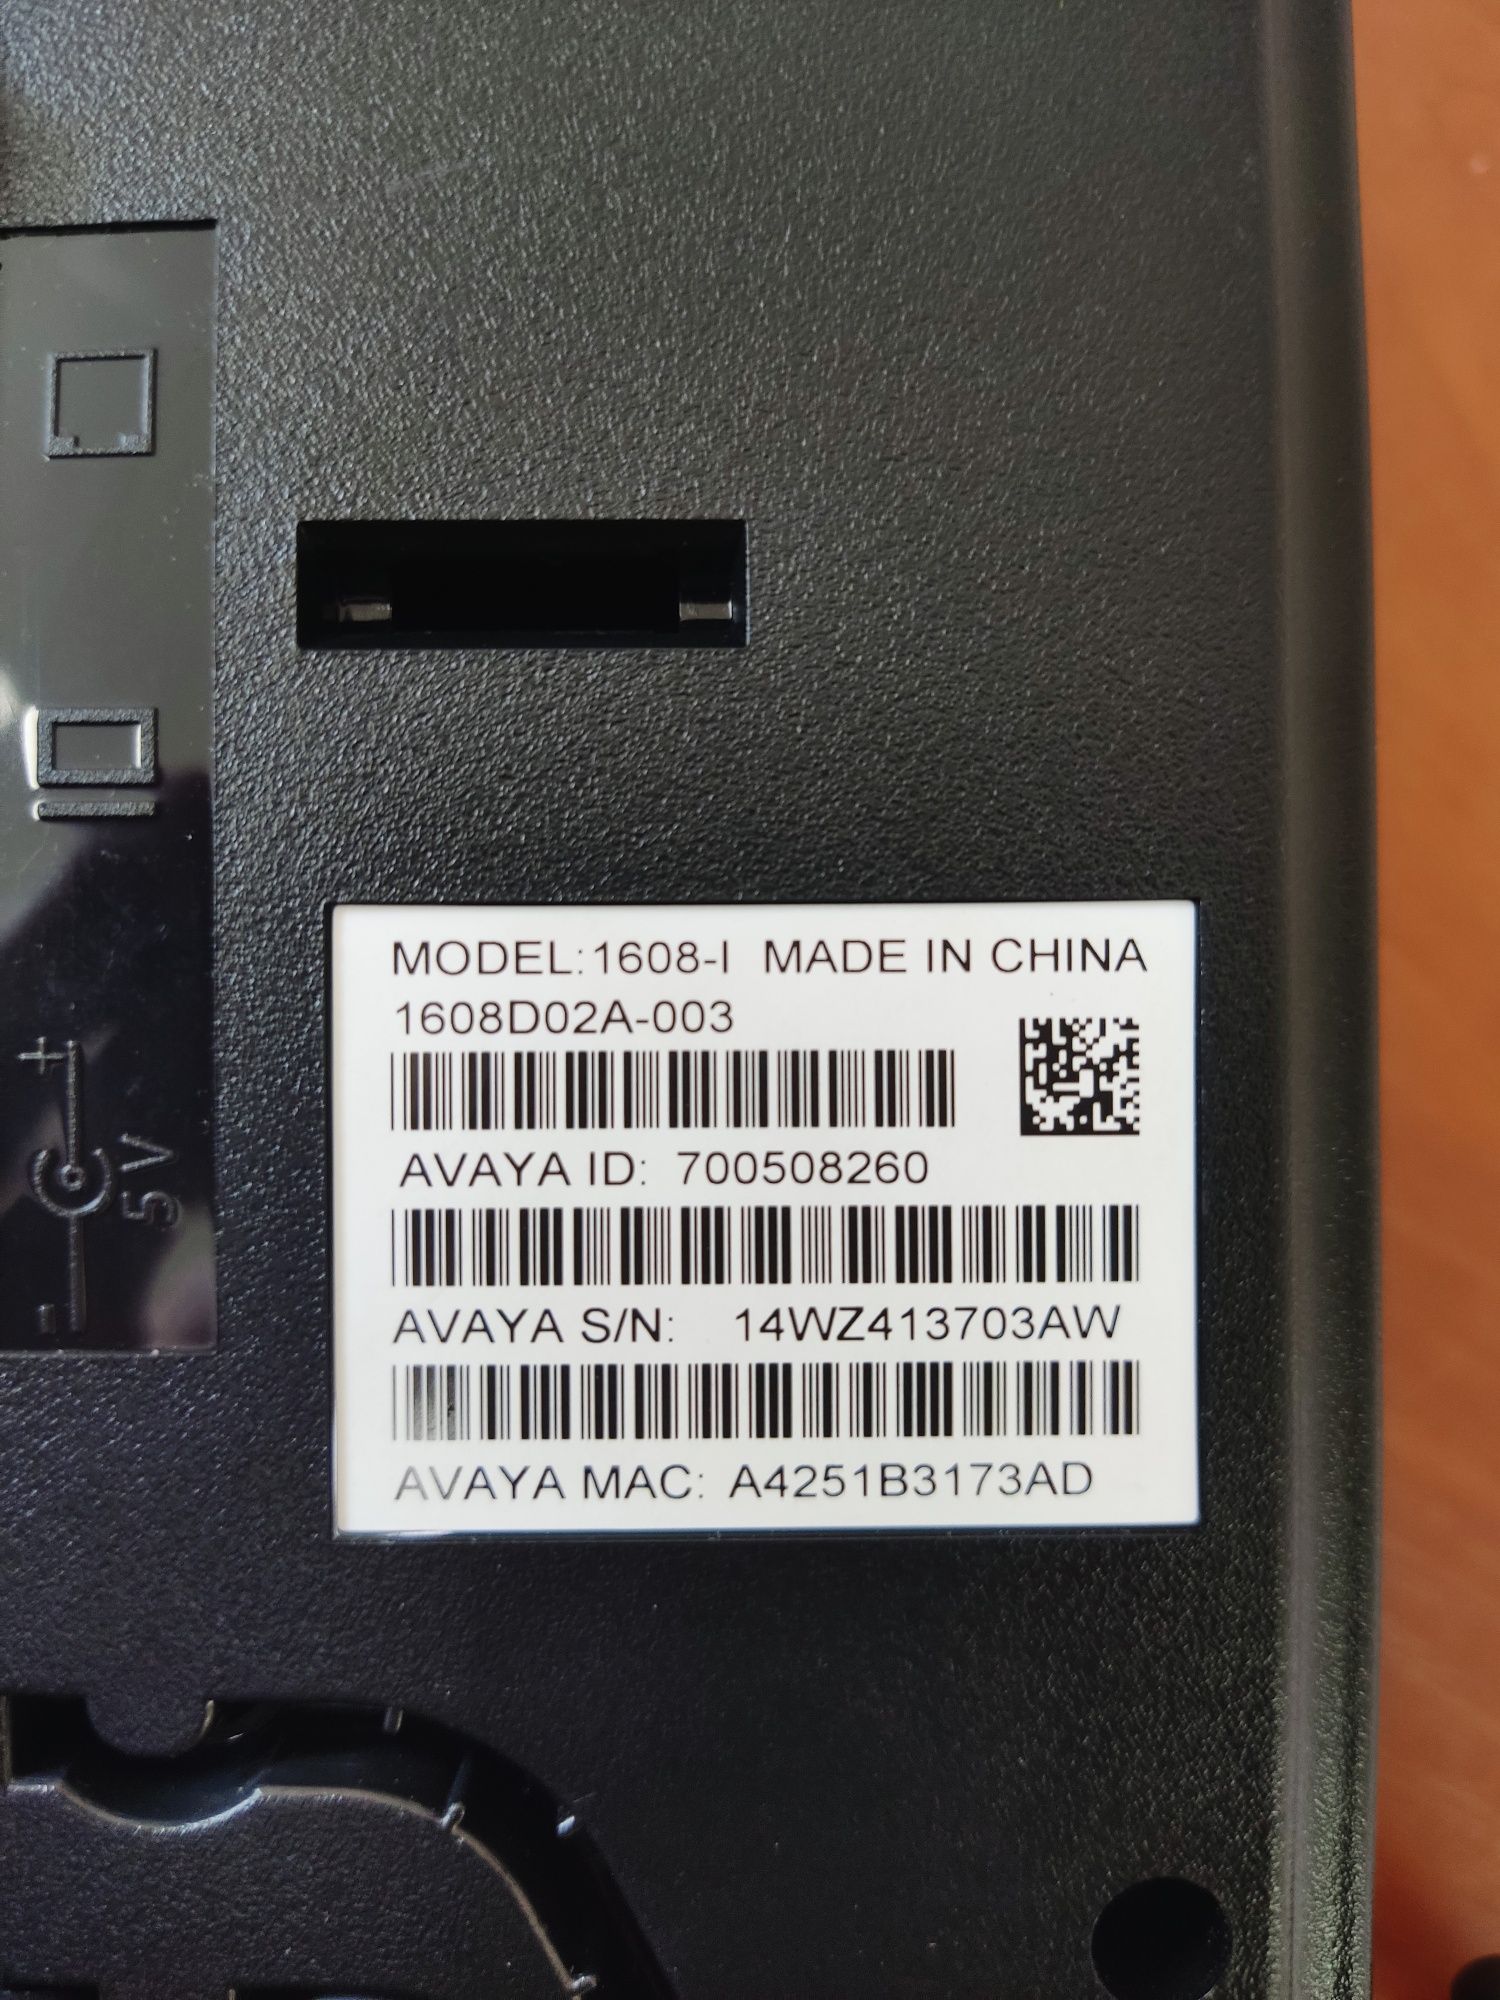 MODEL:1608-I MADE IN CHINA
1608D02A-003
AVAYA ID: 700508260
AVAYA S/N: 14WZ413703AW
AVAYA MAC: A4251B3173AD
+
5V
-